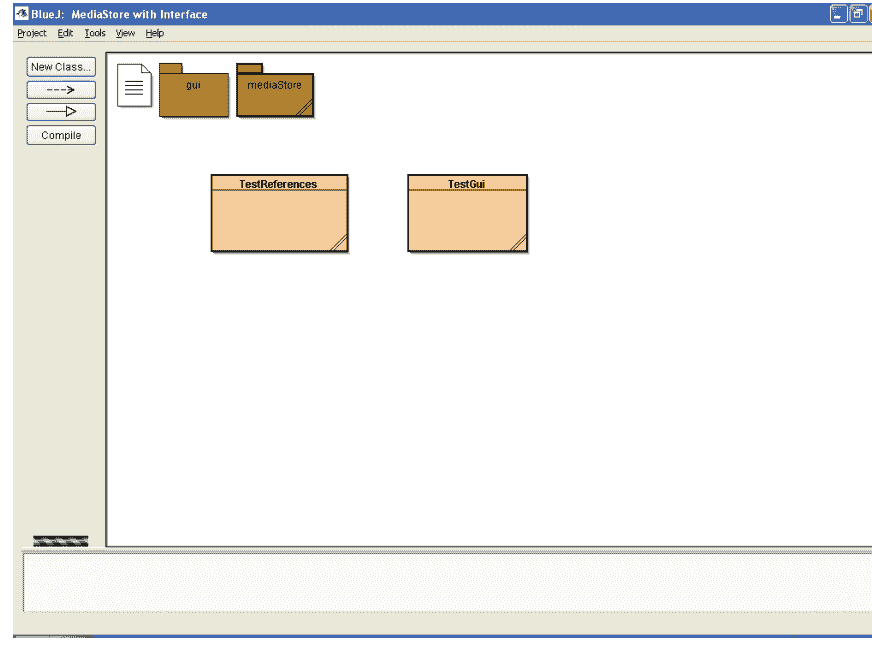 BlueJ: MediaStore with Interface
Project Edit Tools View Help
New Class...
Compile
gui
mediaStore
TestReferences
TestGui